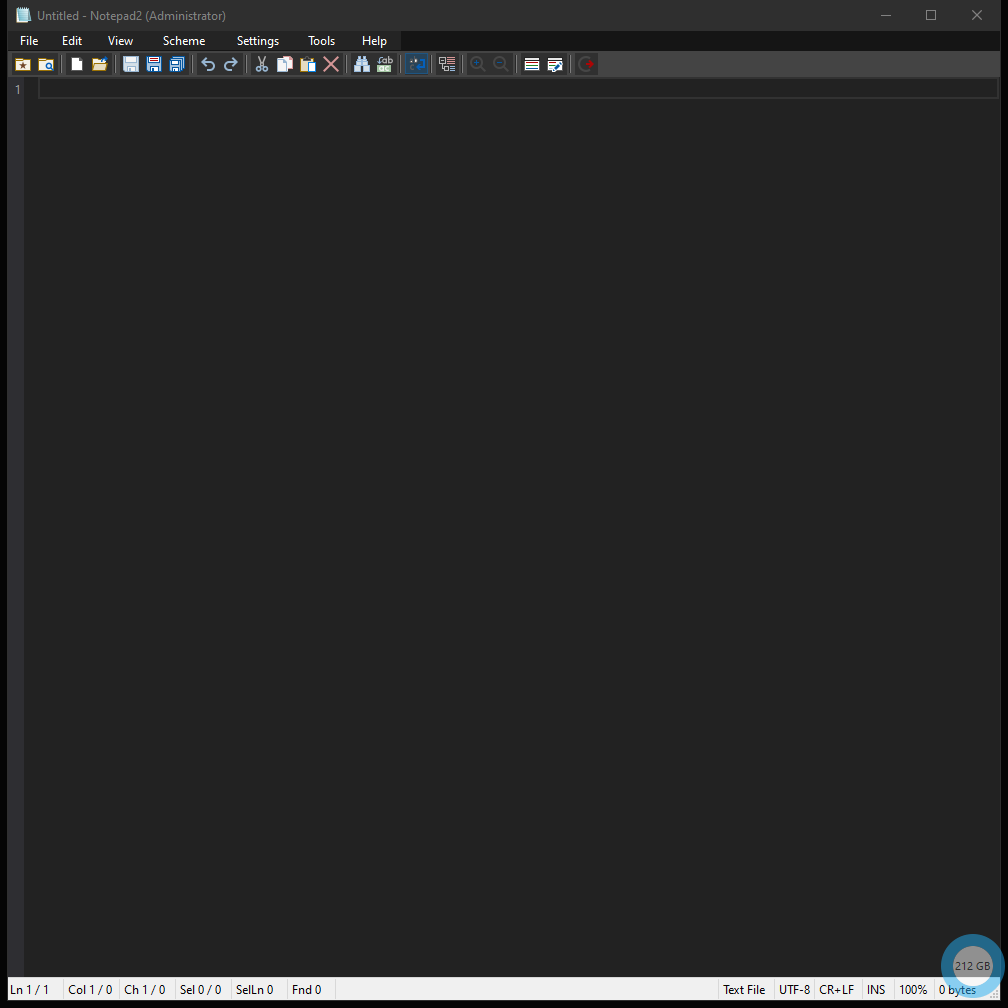 Untitled - Notepad2 (Administrator)
File Edit View Scheme Settings Tools Help
1
212 GB
Ln 1 / 1 Col 1 / 0 Ch 1 / 0 Sel 0 / 0 SelLn 0 Fnd 0 Text File UTF-8 CR+LF INS 100% 0 bytes